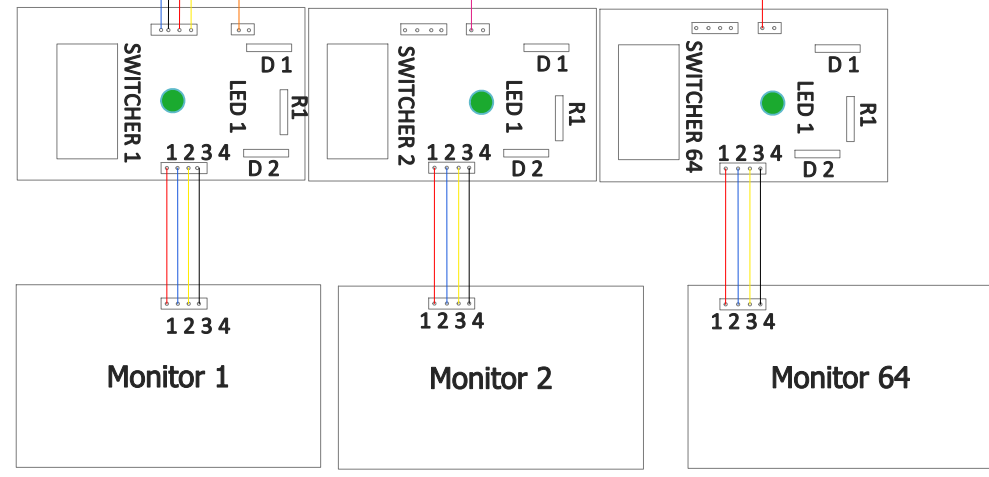 SWITCHER 1
D 1
LED 1
R1
1 2 3 4
D 2
SWITCHER 2
D 1
LED 1
R1
1 2 3 4
D 2
SWITCHER 64
D 1
LED 1
R1
1 2 3 4
D 2
1 2 3 4
Monitor 1
1 2 3 4
Monitor 2
1 2 3 4
Monitor 64